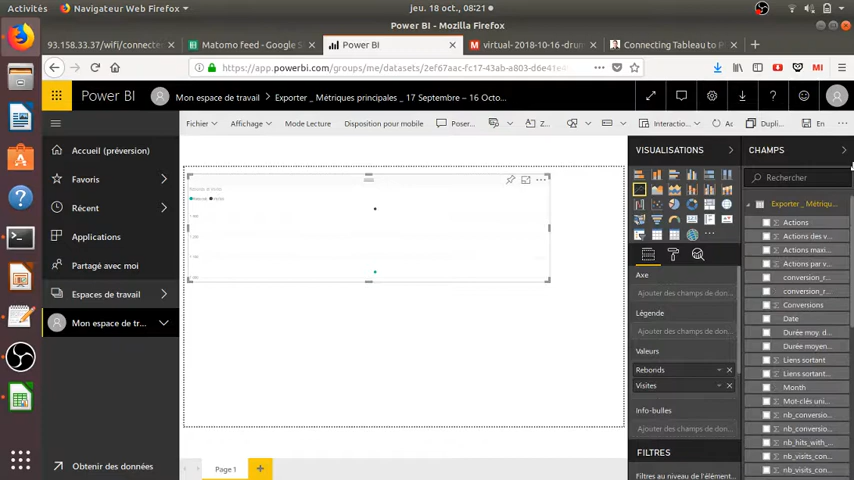 Activités
Navigateur Web Firefox
jeu. 18 oct., 08:21
Power BI - Mozilla Firefox
93.158.33.37/wifi/connecte
Matomo feed - Google S
Power BI
virtual-2018-10-16-drum
Connecting Tableau to P
https://app.powerbi.com/groups/me/datasets/2ef67aac-fc17-43ab-a803-d6e41e
Power BI
Mon espace de travail
Exporter _ Métriques principales _ 17 Septembre – 16 Octo...
Fichier
Affichage
Mode Lecture
Disposition pour mobile
Poser...
Z...
Interaction...
Ac
Dupli...
En
Accueil (préversion)
Favoris
Récent
Applications
Partagé avec moi
Espaces de travail
Mon espace de tr...
Obtenir des données
Page 1
VISUALISATIONS
Axe
Ajouter des champs de don...
Légende
Ajouter des champs de don...
Valeurs
Rebonds
Visites
Info-bulles
Ajouter des champs de don...
FILTRES
Filtres au niveau de l'élément...
CHAMPS
Rechercher
Exporter _ Métriqu...
Actions
Actions des v...
Actions maxi...
Actions par v...
conversion_r...
conversion_r...
Conversions
Date
Durée moy. d...
Durée moyen...
Liens sortant
Liens sortant...
Month
Mot-clés uni...
nb_conversio...
nb_conversio...
nb_hits_with_...
nb_visits_con...
nb_visits_con...